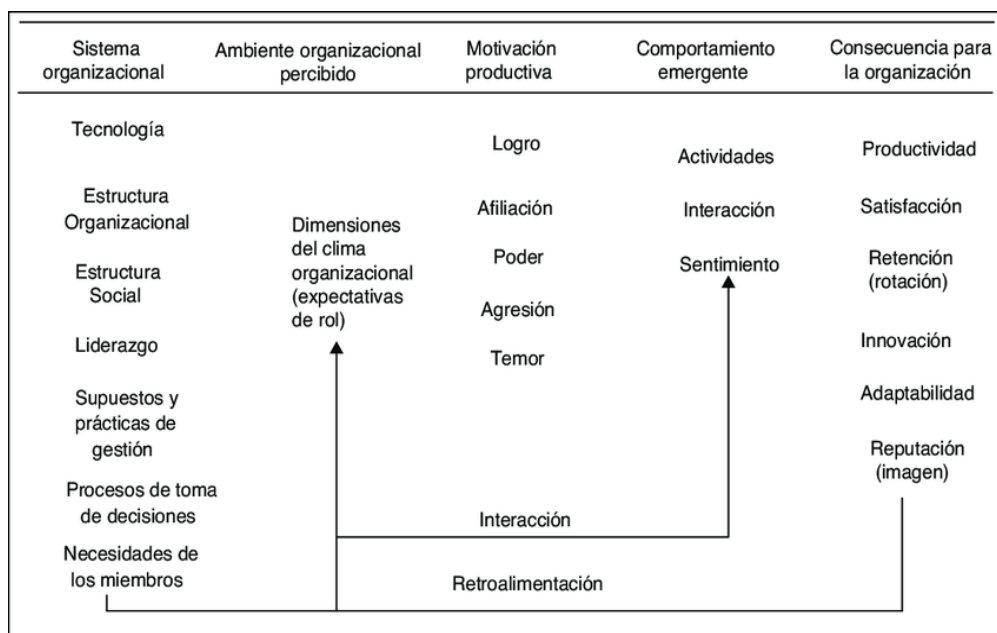 Sistema
organizacional
Ambiente organizacional
percibido
Motivación
productiva
Comportamiento
emergente
Consecuencia para
la organización
Tecnología
Estructura
Organizacional
Estructura
Social
Liderazgo
Supuestos y
prácticas de
gestión
Procesos de toma
de decisiones
Necesidades de
los miembros
Dimensiones
del clima
organizacional
(expectativas
de rol)
Logro
Afiliación
Poder
Agresión
Temor
Actividades
Interacción
Sentimiento
Productividad
Satisfacción
Retención
(rotación)
Innovación
Adaptabilidad
Reputación
(imagen)
Interacción
Retroalimentación